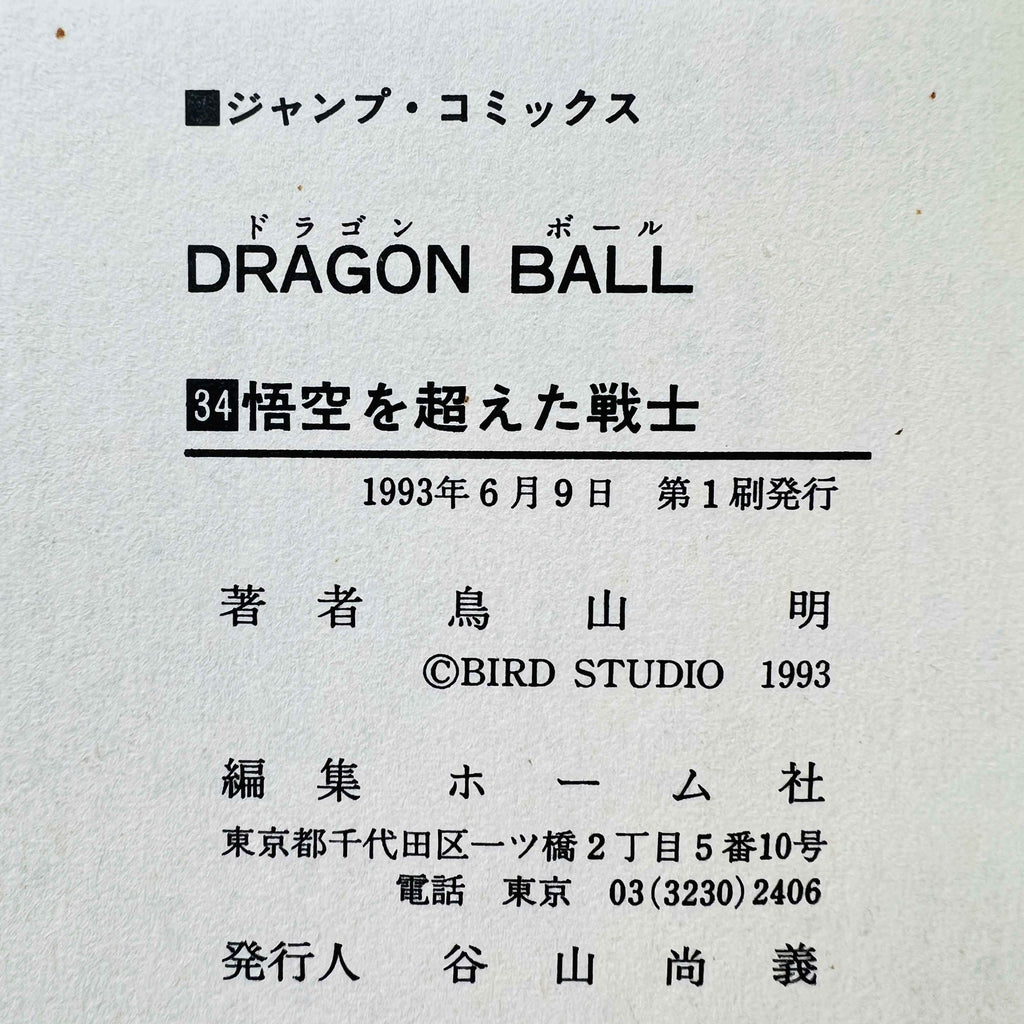 ■ジャンプ・コミックス
ドラゴン ボール
DRAGON BALL
34悟空を超えた戦士
1993年6月9日 第1刷発行
著者 鳥山 明
©BIRD STUDIO 1993
編集 ホーム社
東京都千代田区一ツ橋2丁目5番10号
電話 東京 03(3230)2406
発行人 谷山尚義